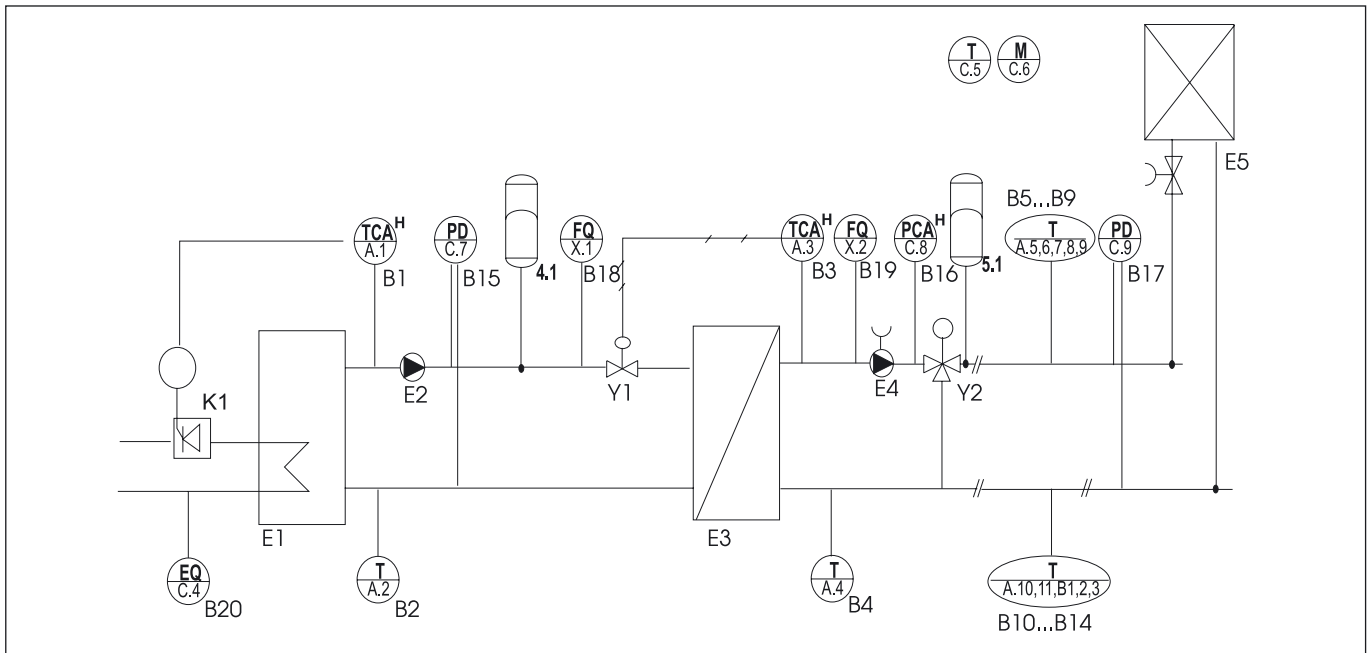 T
C.5
M
C.6
E5
B5...B9
TCA H
A.1
B1
PD
C.7
B15
4.1
FQ
X.1
B18
TCA H
A.3
B3
FQ
X.2
B19
PCA H
C.8
B16
5.1
T
A.5,6,7,8,9
PD
C.9
B17
K1
E2
Y1
E4
Y2
E1
E3
EQ
C.4
B20
T
A.2
B2
T
A.4
B4
T
A.10,11,B1,2,3
B10...B14